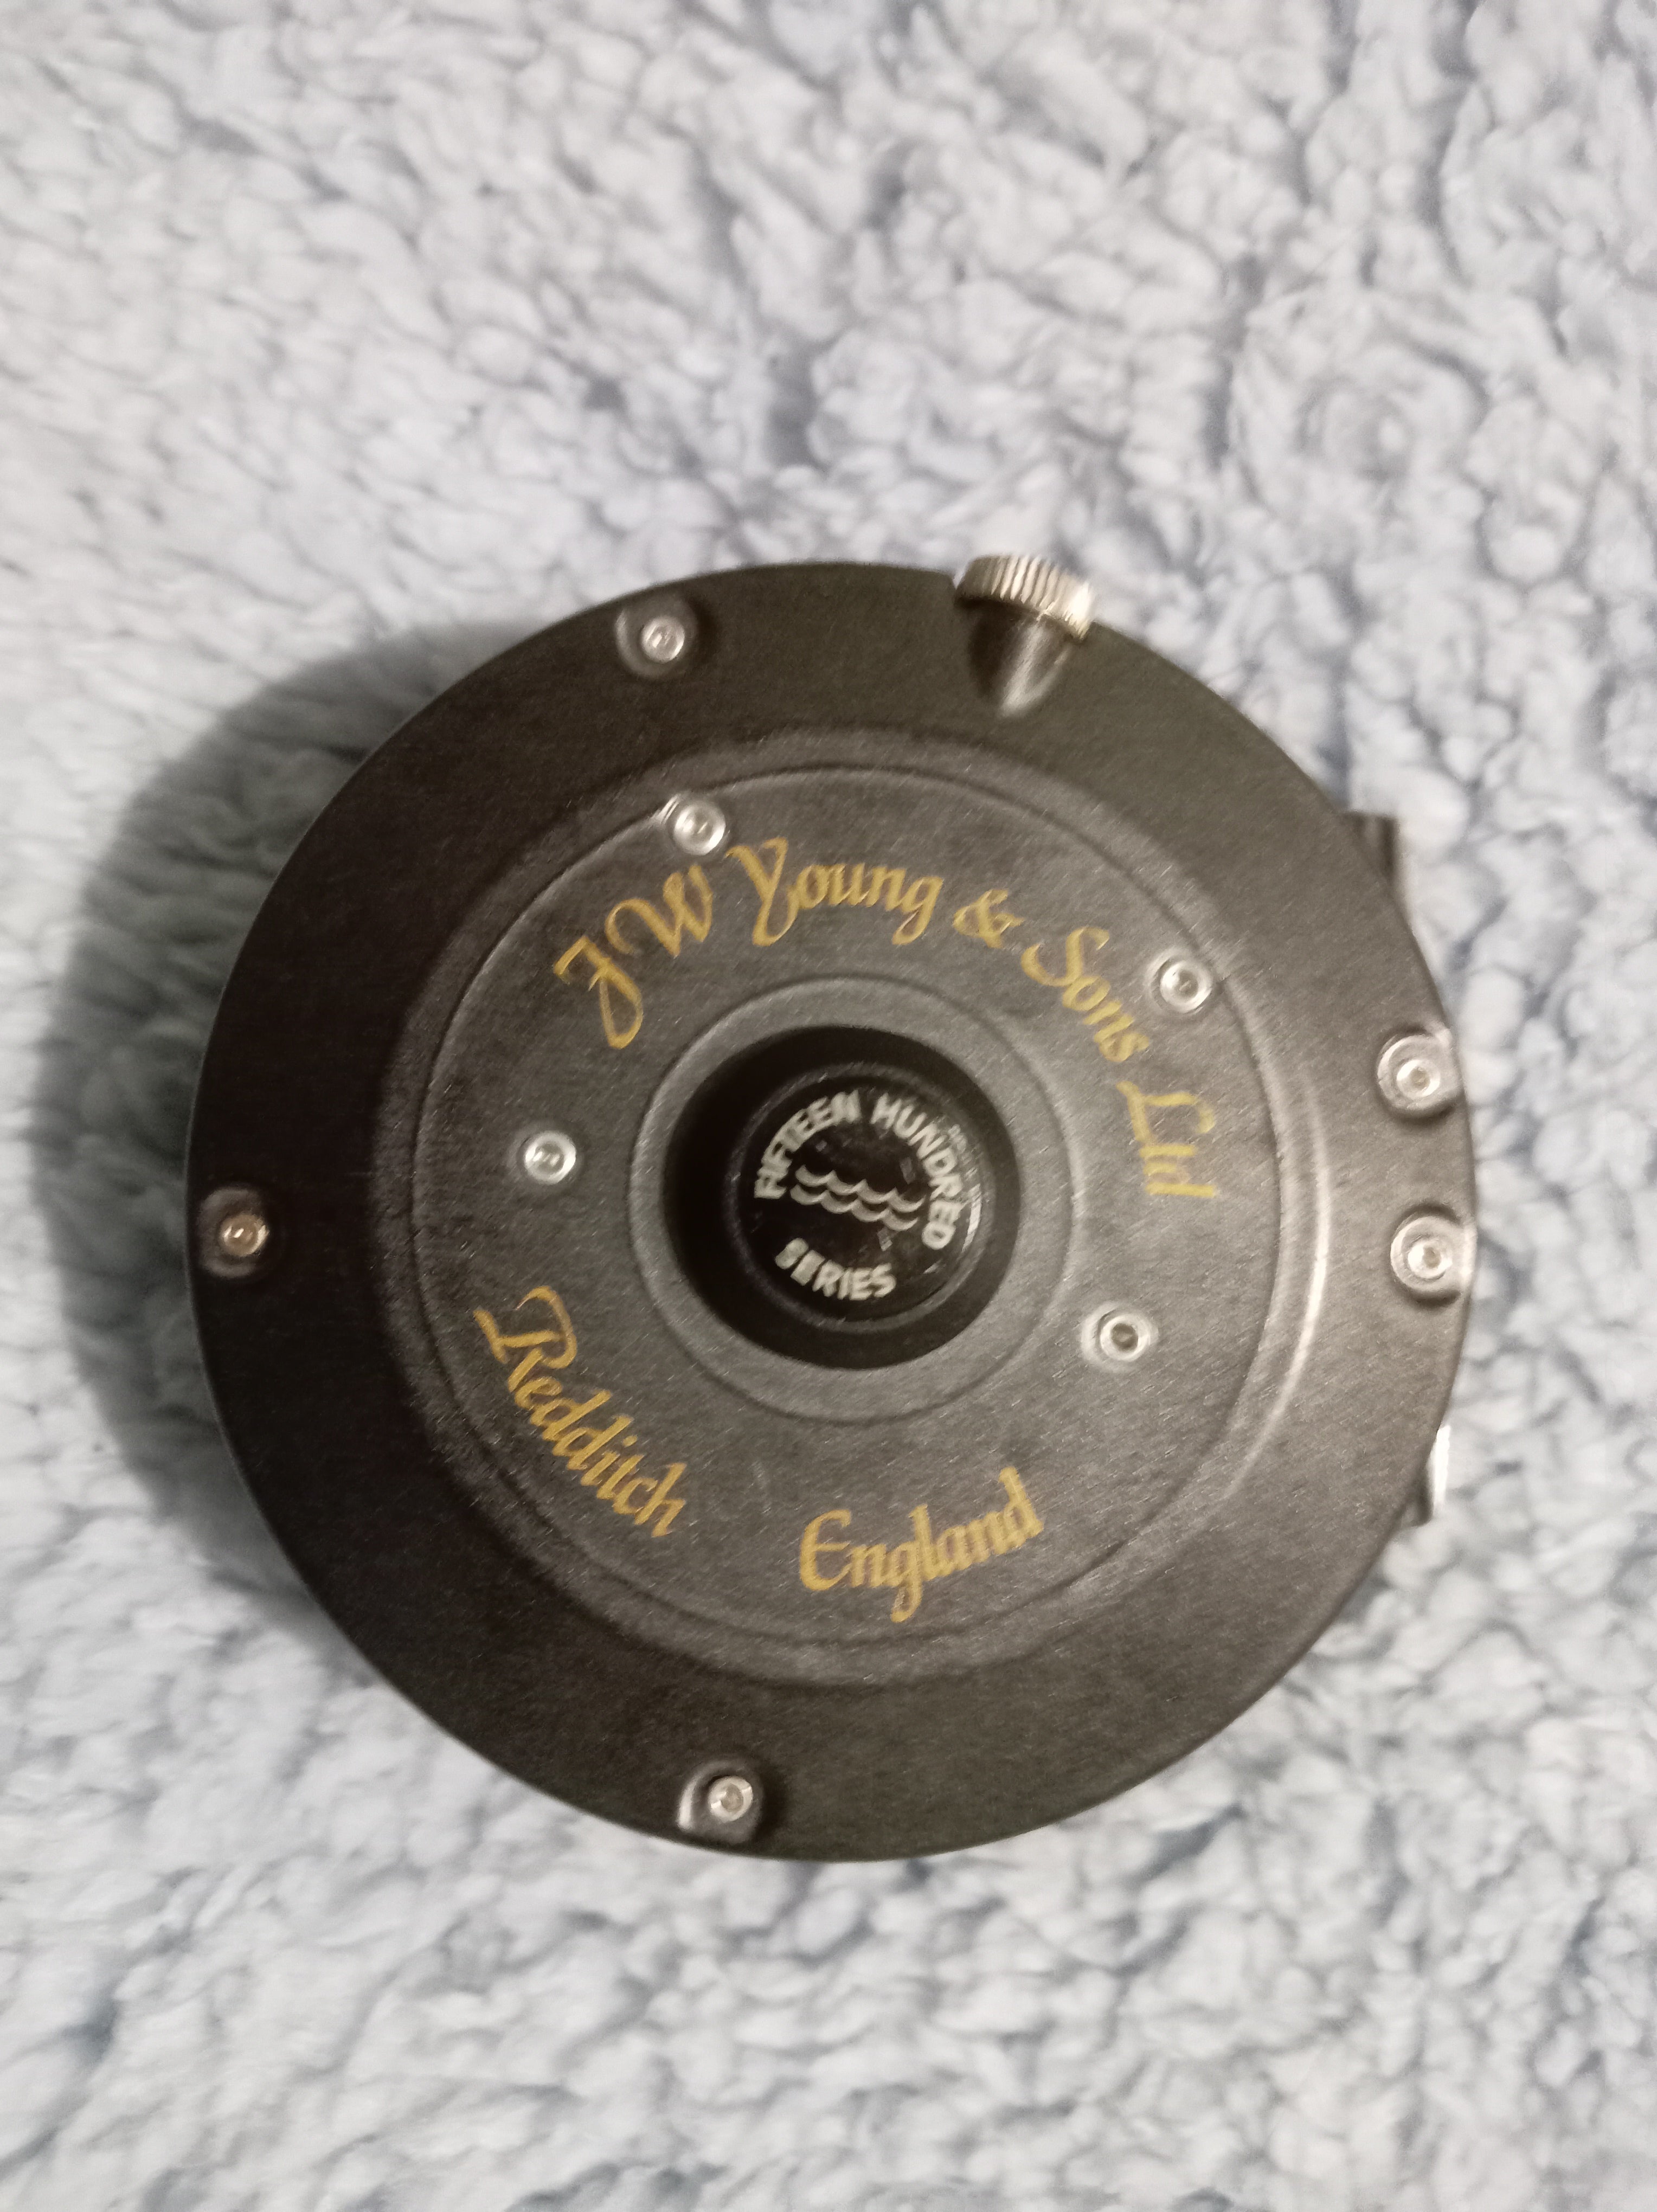 JW Young & Sons Ltd
FIFTEEN HUNDRED
SERIES
Redditch England